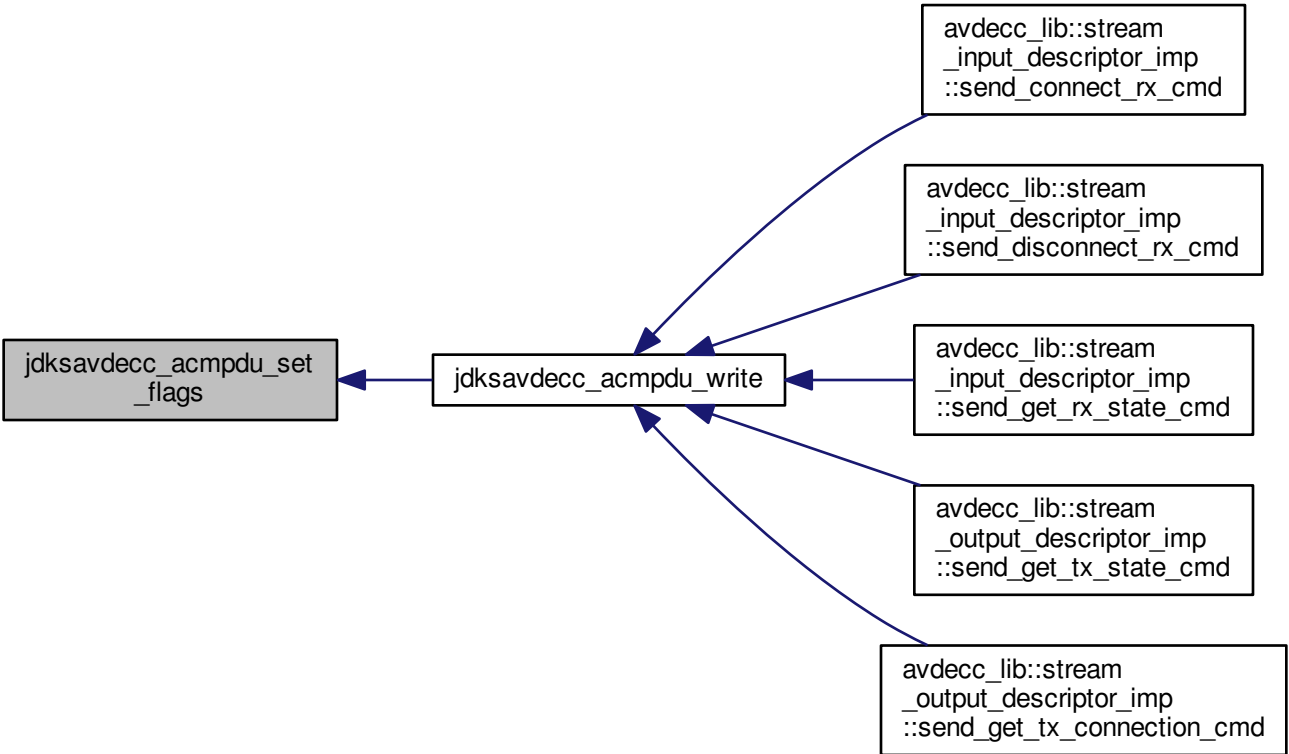 avdecc_lib::stream
_input_descriptor_imp
::send_connect_rx_cmd
avdecc_lib::stream
_input_descriptor_imp
::send_disconnect_rx_cmd
jdksavdecc_acmpdu_set
_flags
jdksavdecc_acmpdu_write
avdecc_lib::stream
_input_descriptor_imp
::send_get_rx_state_cmd
avdecc_lib::stream
_output_descriptor_imp
::send_get_tx_state_cmd
avdecc_lib::stream
_output_descriptor_imp
::send_get_tx_connection_cmd